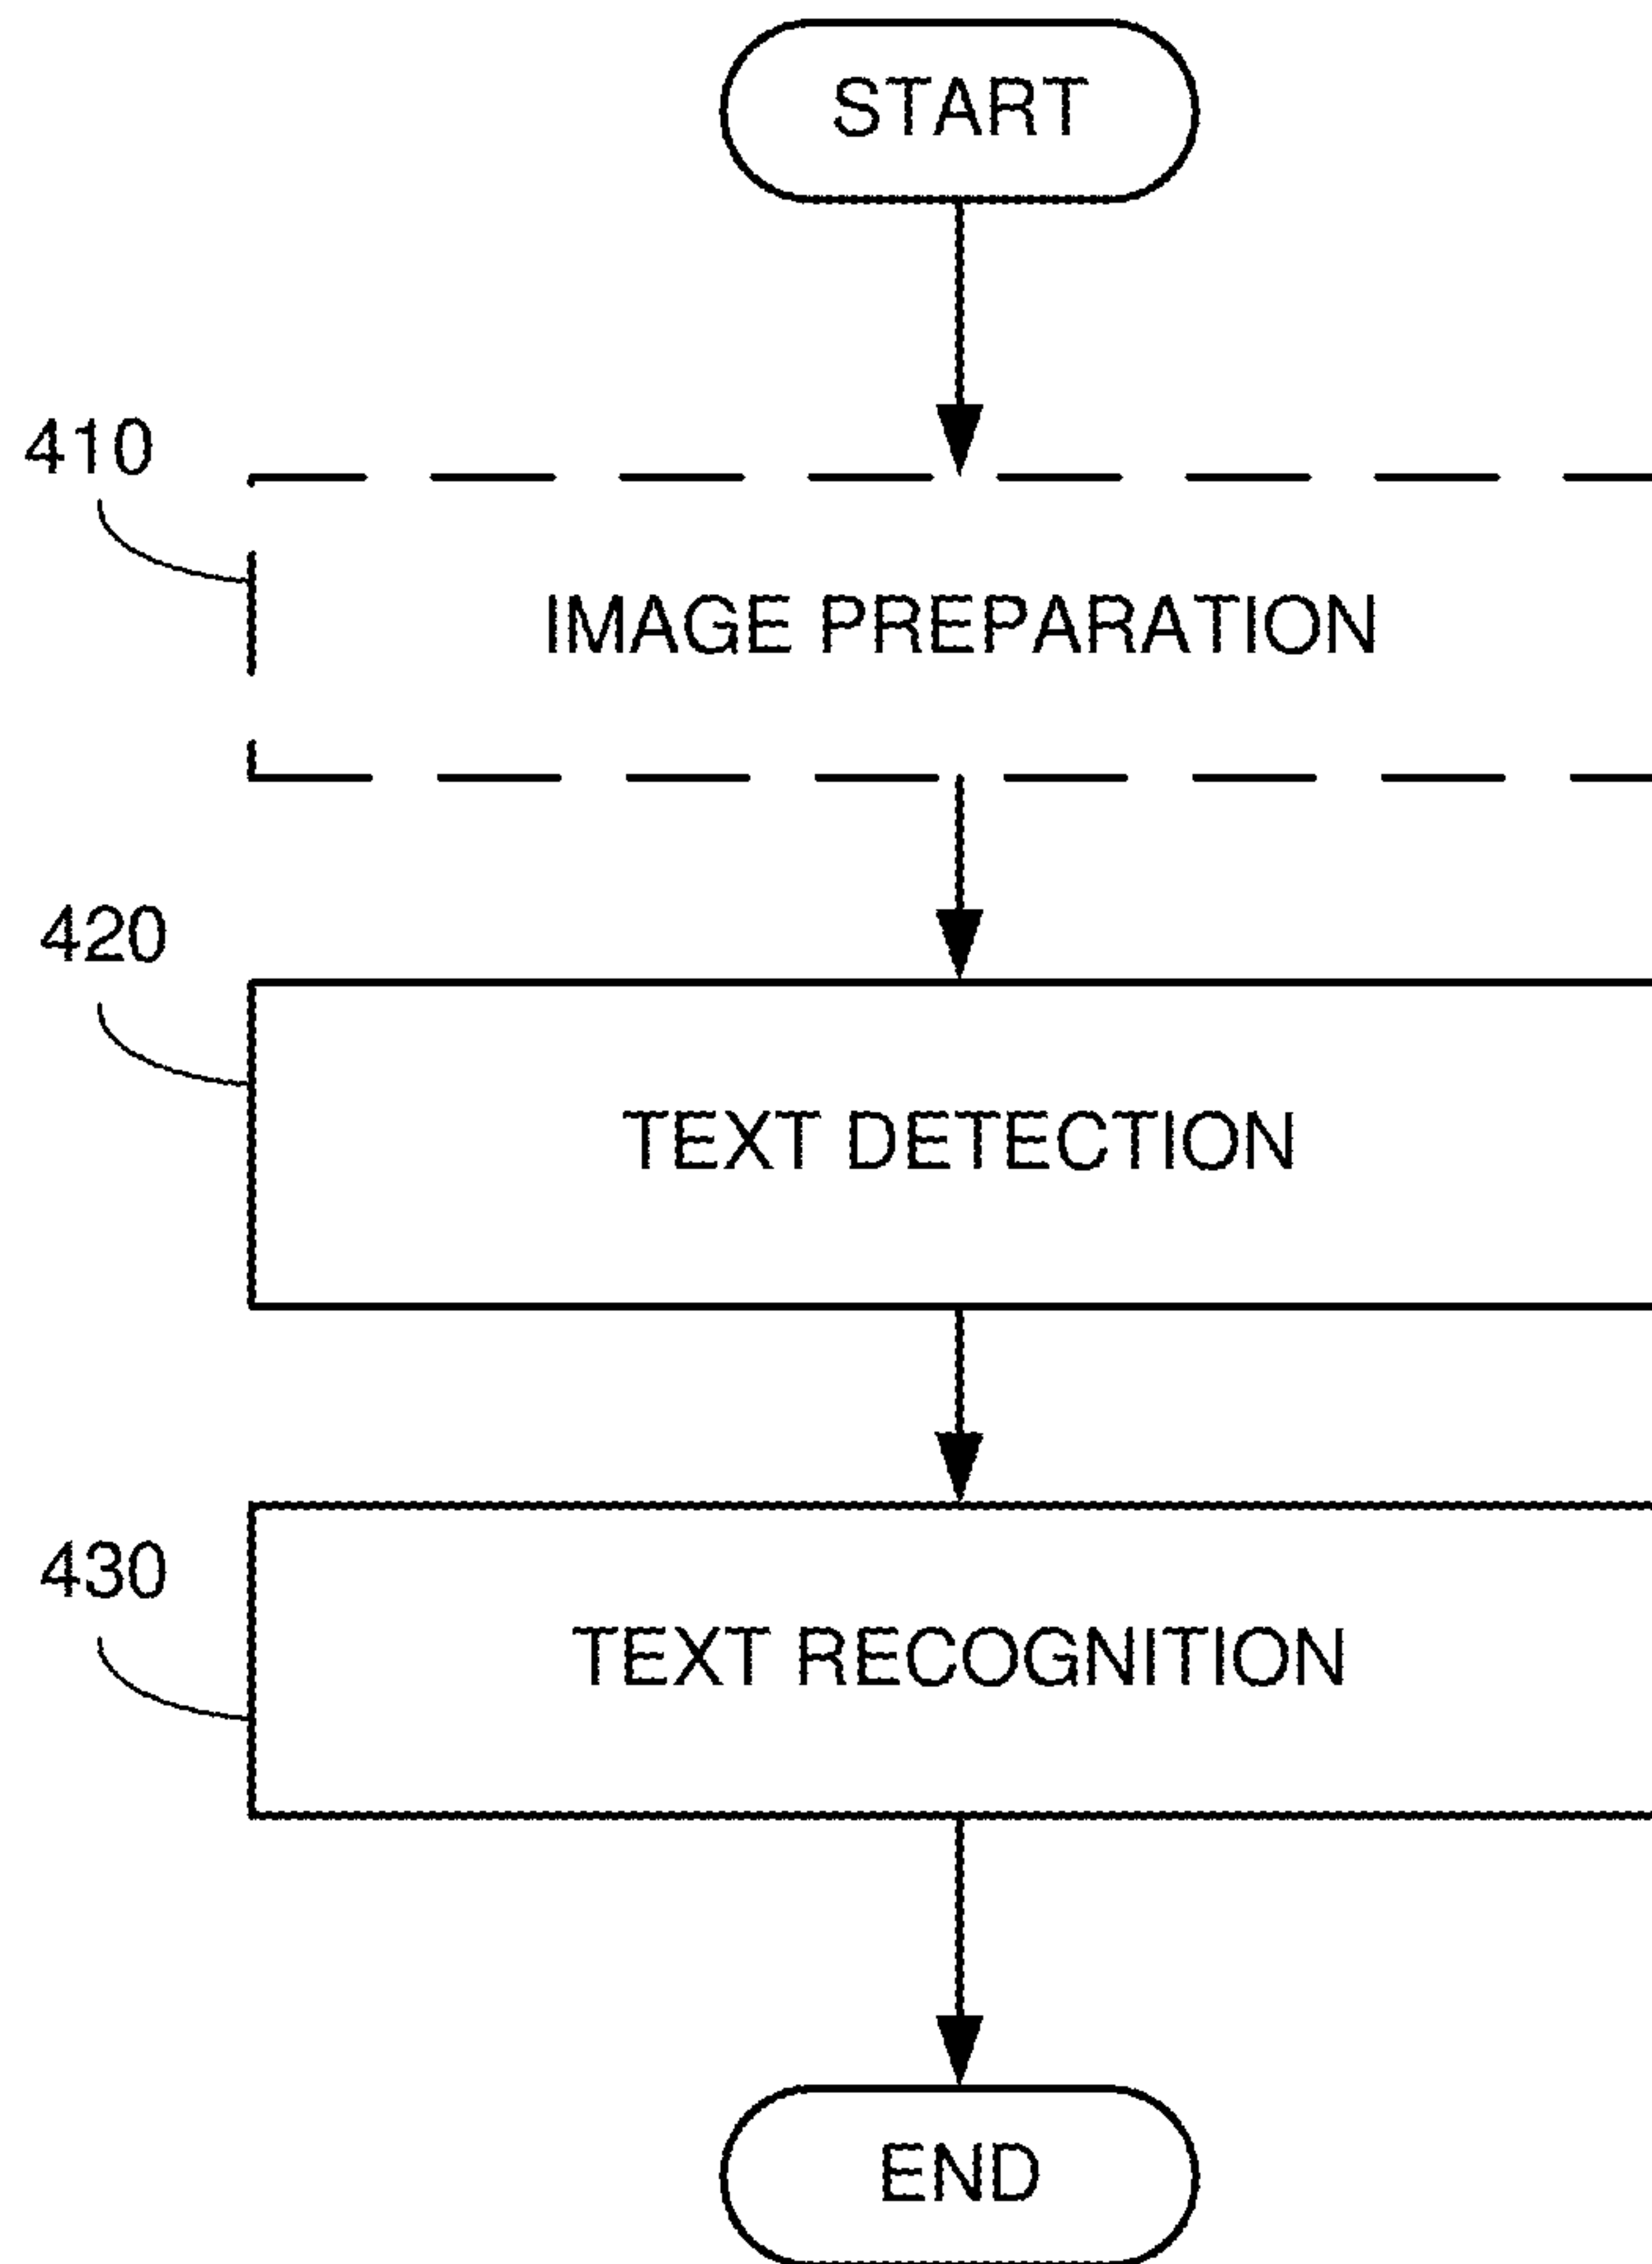 START
410
IMAGE PREPARATION
420
TEXT DETECTION
430
TEXT RECOGNITION
END